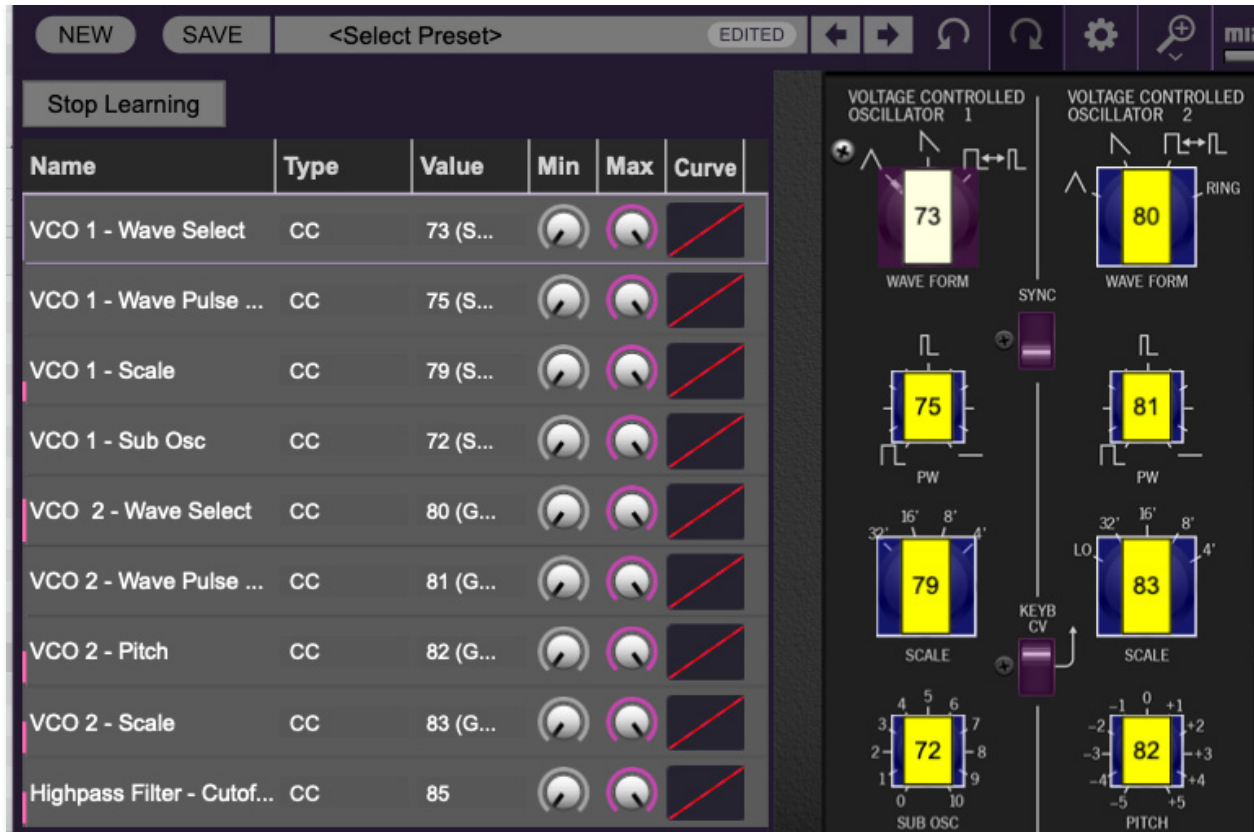 NEW SAVE <Select Preset> EDITED
Stop Learning
Name Type Value Min Max Curve
VCO 1 - Wave Select CC 73 (S...
VCO 1 - Wave Pulse ... CC 75 (S...
VCO 1 - Scale CC 79 (S...
VCO 1 - Sub Osc CC 72 (S...
VCO  2 - Wave Select CC 80 (G...
VCO 2 - Wave Pulse ... CC 81 (G...
VCO 2 - Pitch CC 82 (G...
VCO 2 - Scale CC 83 (G...
Highpass Filter - Cutof... CC 85
VOLTAGE CONTROLLED
OSCILLATOR 1
73
WAVE FORM
75
PW
32' 16' 8' 4'
79
SCALE
0 1 2 3 4 5 6 7 8 9 10
72
SUB OSC
SYNC
KEYB
CV
VOLTAGE CONTROLLED
OSCILLATOR 2
RING
80
WAVE FORM
81
PW
LO 32' 16' 8' 4'
83
SCALE
-5 -4 -3 -2 -1 0 +1 +2 +3 +4 +5
82
PITCH